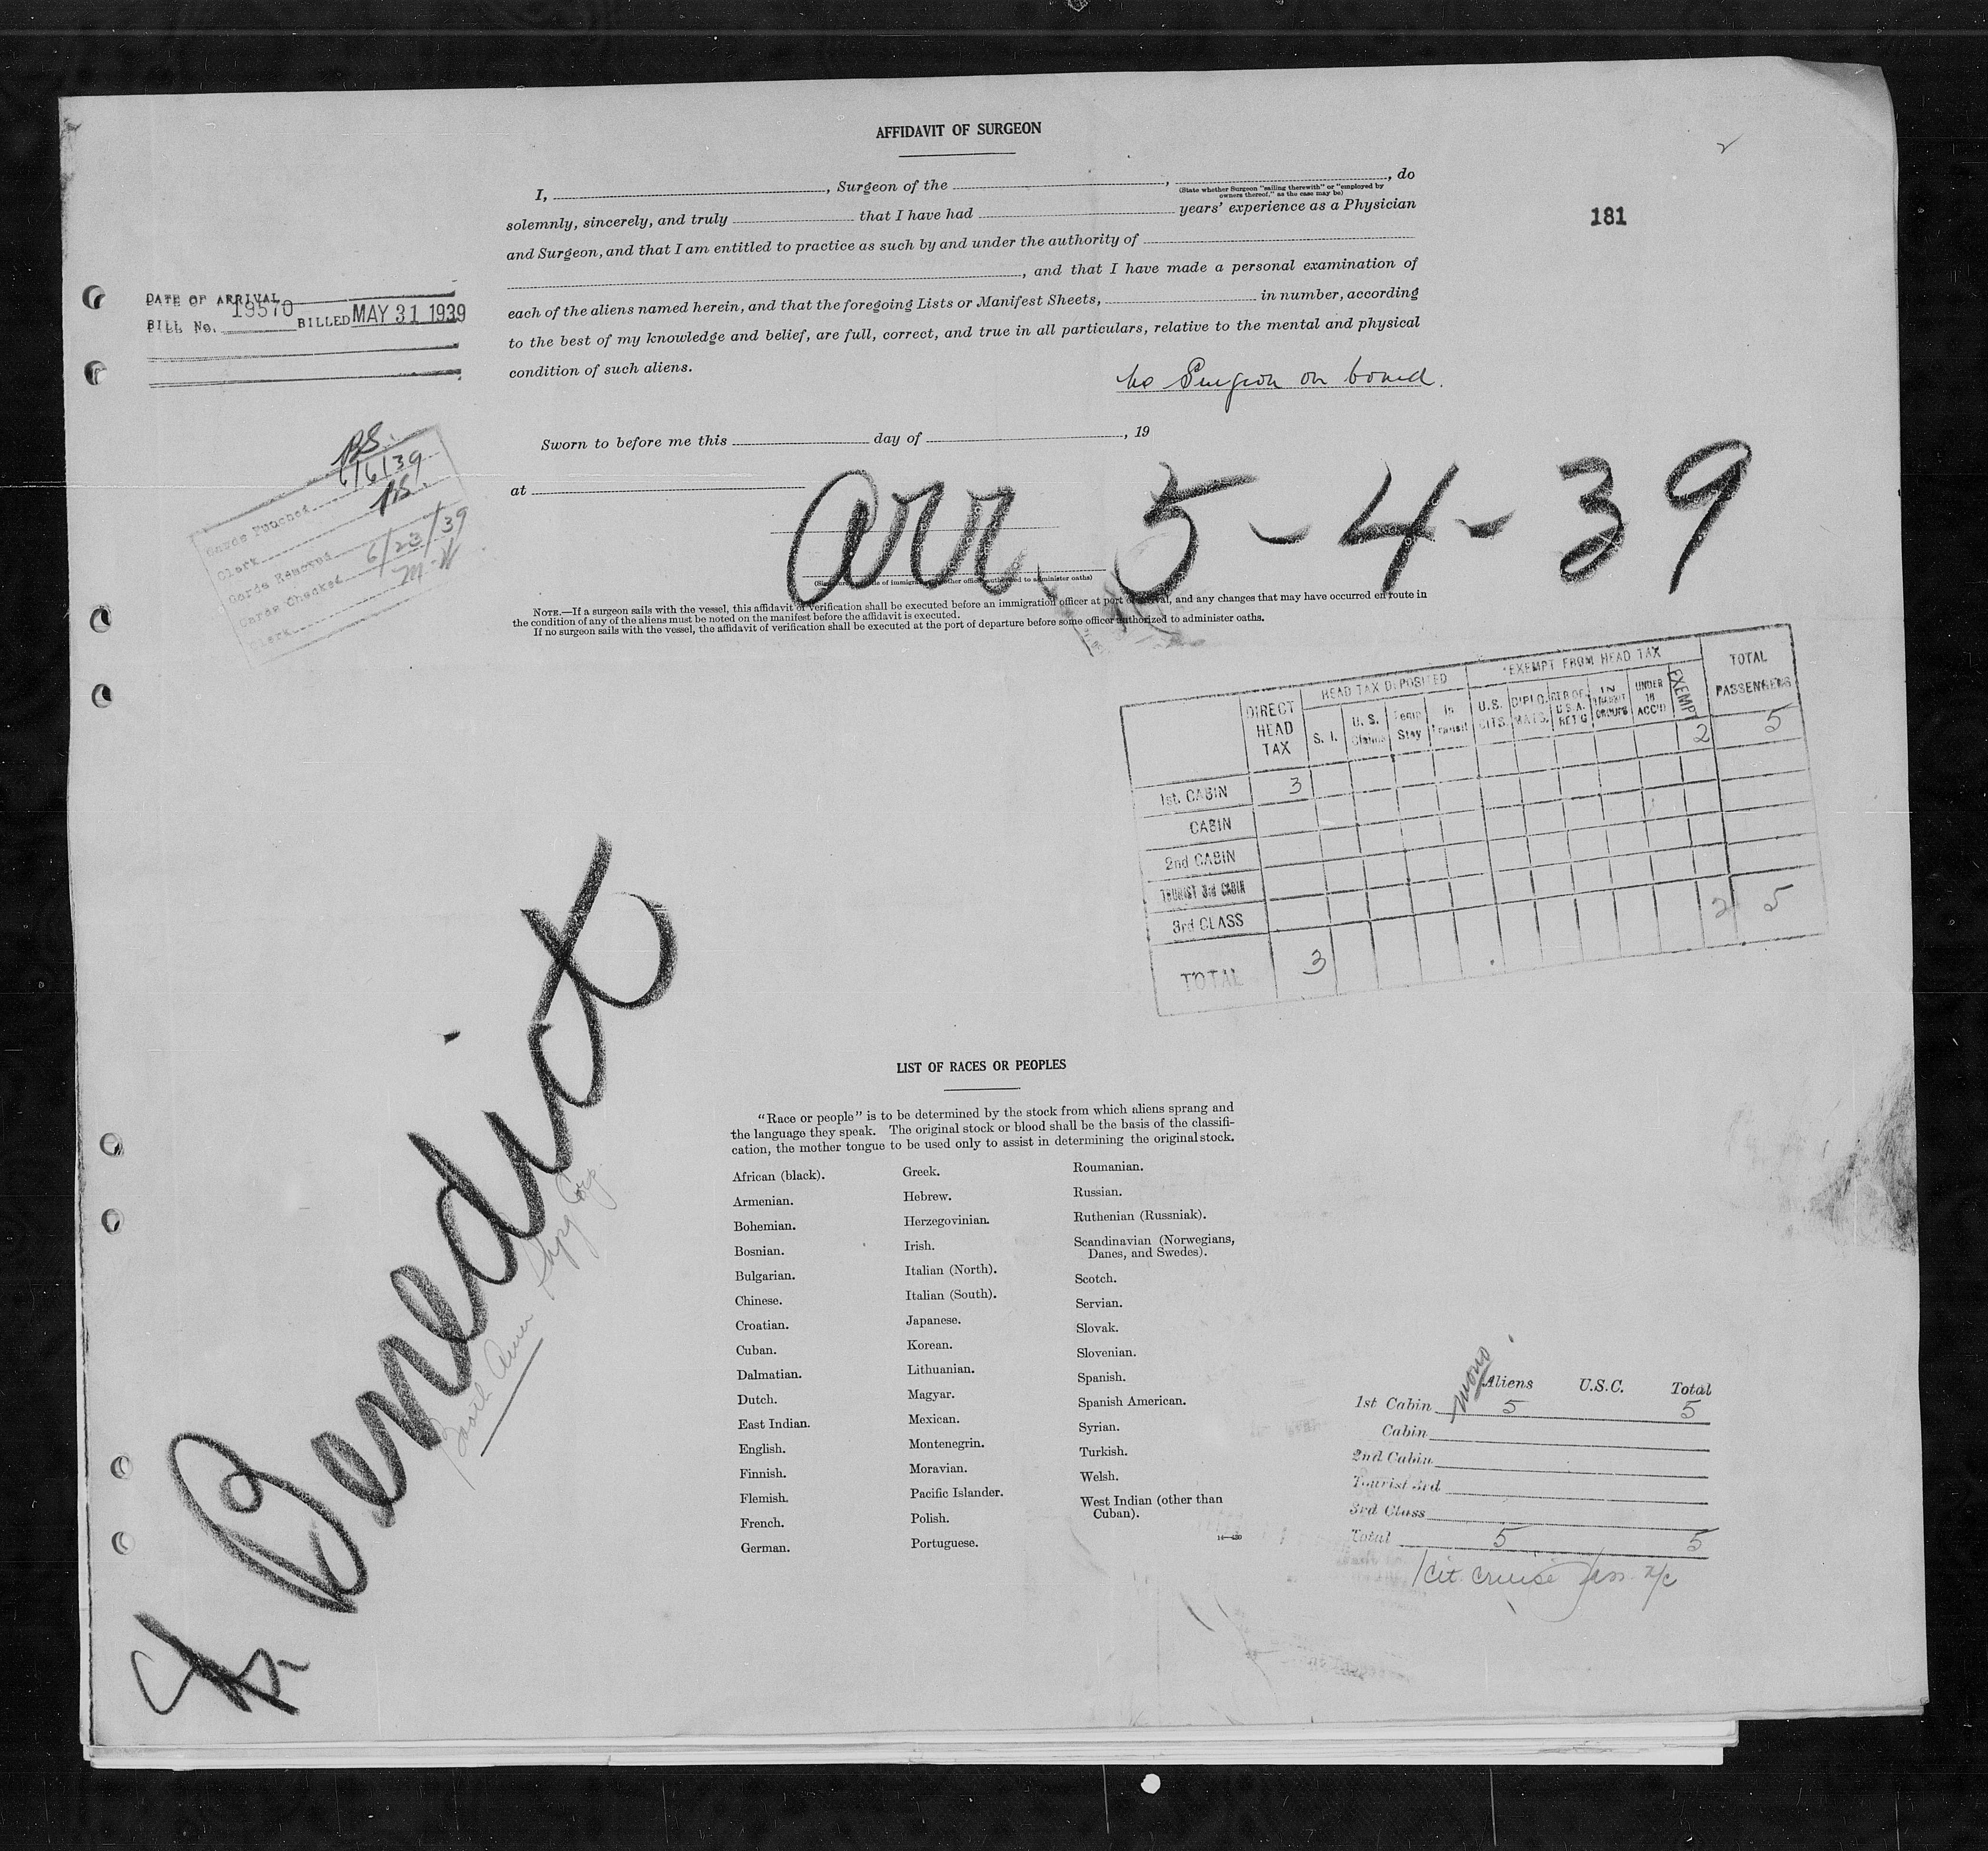 AFFIDAVIT OF SURGEON
181
I, , Surgeon of the , , do
(State whether Surgeon "sailing therewith" or "employed by
owners thereof," as the case may be)
solemnly, sincerely, and truly that I have had years' experience as a Physician
and Surgeon, and that I am entitled to practice as such by and under the authority of
, and that I have made a personal examination of
each of the aliens named herein, and that the foregoing Lists or Manifest Sheets, in number, according
to the best of my knowledge and belief, are full, correct, and true in all particulars, relative to the mental and physical
condition of such aliens.
No Surgeon on board.
DATE OF ARRIVAL
BILL No. 19570 BILLED MAY 31 1939
Sworn to before me this day of , 19
at
arr. 5-4-39
BS.
6/6/39
Cards Punched
BS.
Clerk
Cards Removed
6/23/39
Cards Checked
Clerk
NOTE.—If a surgeon sails with the vessel, this affidavit of verification shall be executed before an immigration officer at port of arrival, and any changes that may have occurred en route in
the condition of any of the aliens must be noted on the manifest before the affidavit is executed.
If no surgeon sails with the vessel, the affidavit of verification shall be executed at the port of departure before some officer authorized to administer oaths.
DIRECT HEAD TAX
HEAD TAX DEPOSITED
S. I. U. S. Claims Temp Stay In Transit
EXEMPT FROM HEAD TAX
U.S. CITS. DIPLO. MATS. U.S.A. RET'G IN TRANSIT GROUPS UNDER 16 ACC'D EXEMPT
TOTAL PASSENGERS
1st. CABIN 3 2 5
CABIN
2nd CABIN
TOURIST 3rd CABIN
3rd CLASS
TOTAL 3 2 5
Benedict
Shpg Corp.
LIST OF RACES OR PEOPLES
"Race or people" is to be determined by the stock from which aliens sprang and
the language they speak. The original stock or blood shall be the basis of the classifi-
cation, the mother tongue to be used only to assist in determining the original stock.
African (black).
Armenian.
Bohemian.
Bosnian.
Bulgarian.
Chinese.
Croatian.
Cuban.
Dalmatian.
Dutch.
East Indian.
English.
Finnish.
Flemish.
French.
German.
Greek.
Hebrew.
Herzegovinian.
Irish.
Italian (North).
Italian (South).
Japanese.
Korean.
Lithuanian.
Magyar.
Mexican.
Montenegrin.
Moravian.
Pacific Islander.
Polish.
Portuguese.
Roumanian.
Russian.
Ruthenian (Russniak).
Scandinavian (Norwegians,
Danes, and Swedes).
Scotch.
Servian.
Slovak.
Slovenian.
Spanish.
Spanish American.
Syrian.
Turkish.
Welsh.
West Indian (other than
Cuban).
Aliens U.S.C. Total
1st Cabin 5 5
Cabin
2nd Cabin
Tourist 3rd
3rd Class
Total 5 5
1 cit. cruise